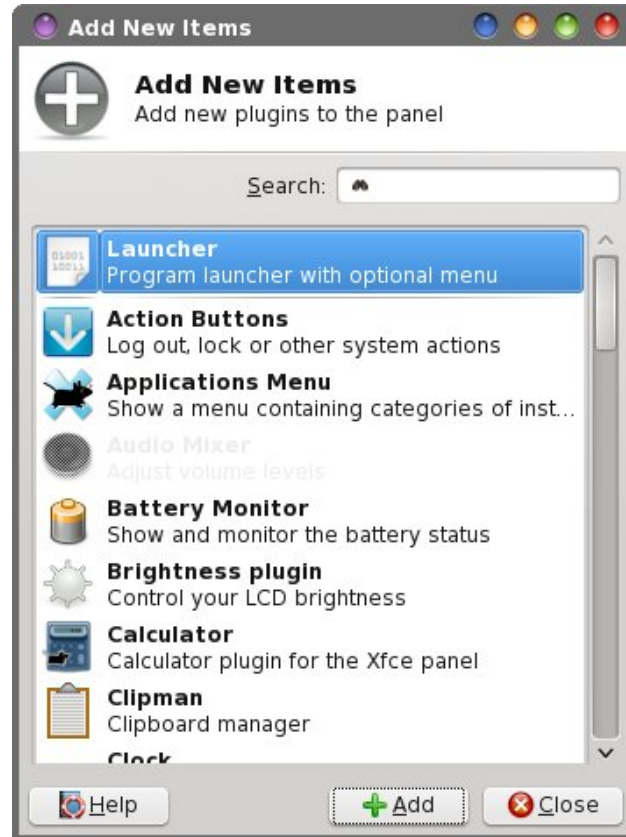 Add New Items
Add New Items
Add new plugins to the panel
Search:
01001
10011
Launcher
Program launcher with optional menu
Action Buttons
Log out, lock or other system actions
Applications Menu
Show a menu containing categories of inst...
Audio Mixer
Adjust volume levels
Battery Monitor
Show and monitor the battery status
Brightness plugin
Control your LCD brightness
Calculator
Calculator plugin for the Xfce panel
Clipman
Clipboard manager
Clock
Help
Add
Close